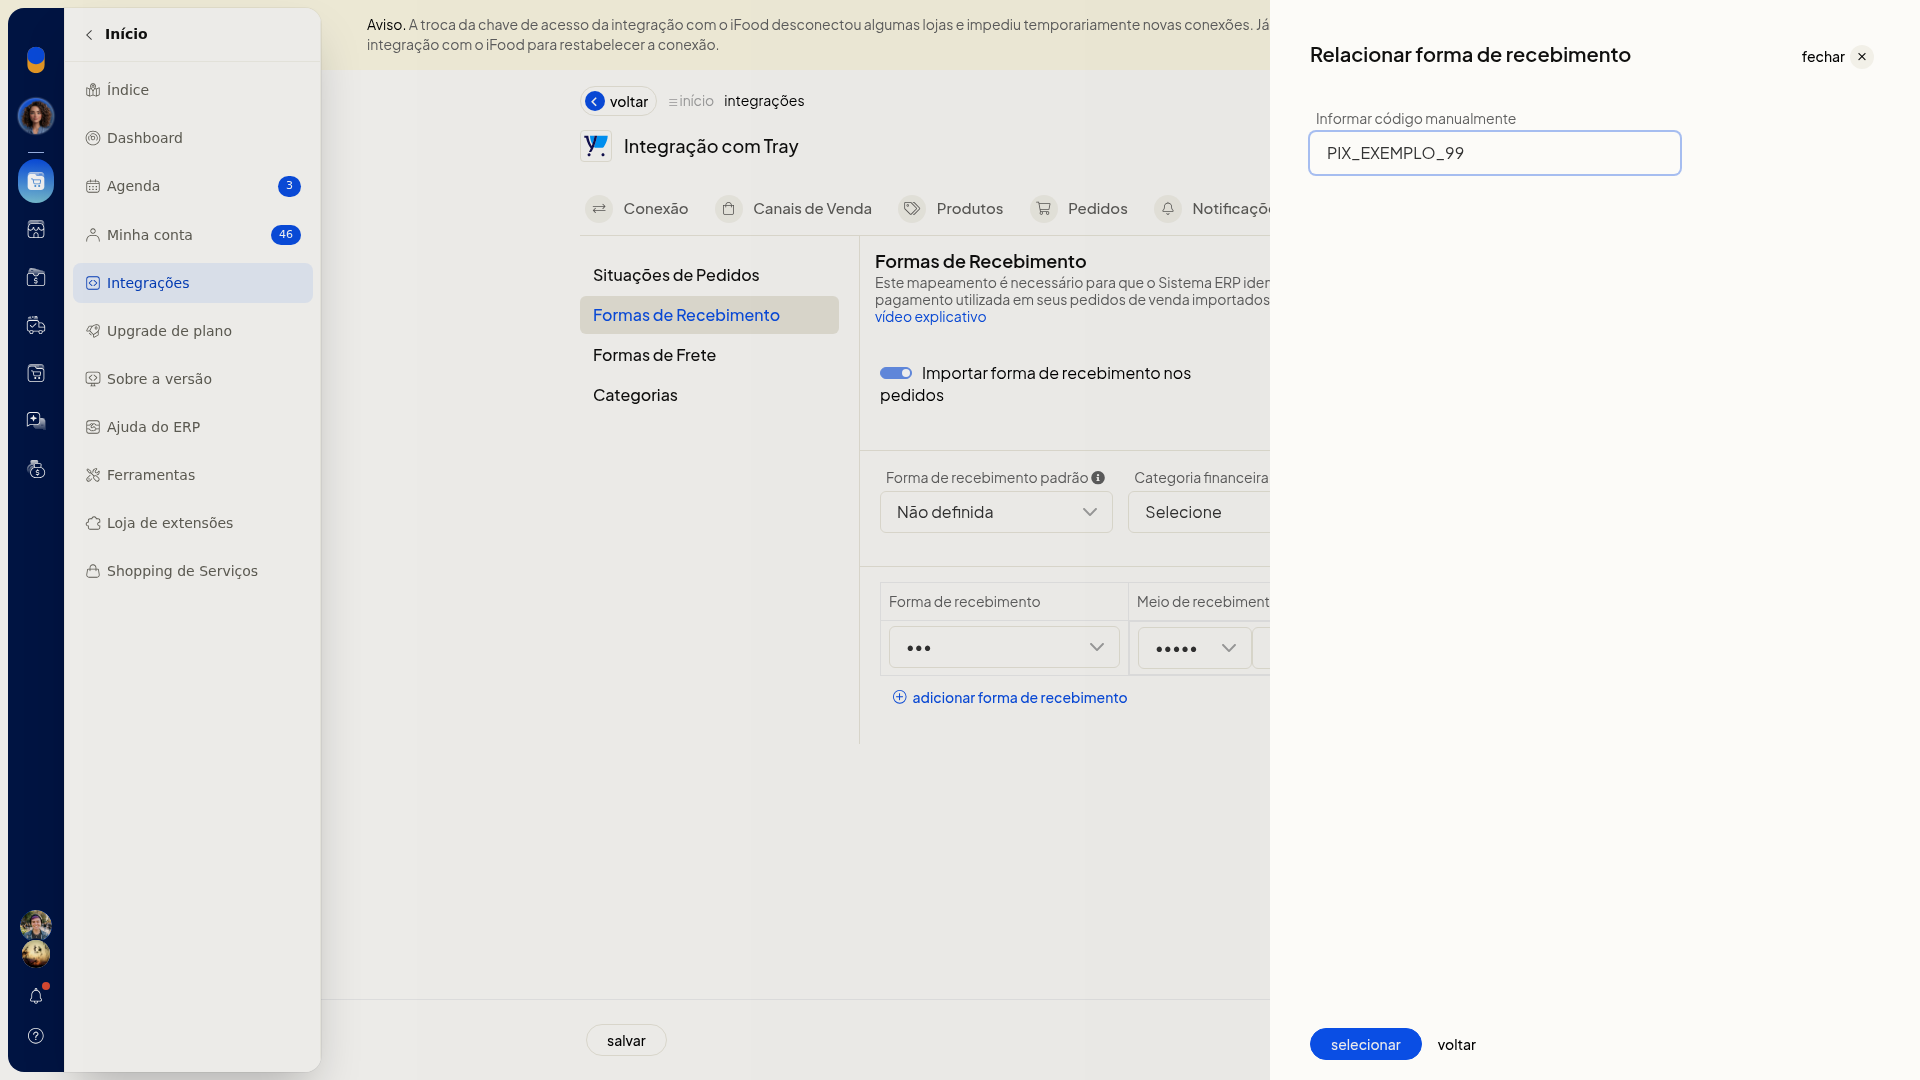 Início
Índice
Dashboard
Agenda
3
Minha conta
46
Integrações
Upgrade de plano
Sobre a versão
Ajuda do ERP
Ferramentas
Loja de extensões
Shopping de Serviços
Aviso. A troca da chave de acesso da integração com o iFood desconectou algumas lojas e impediu temporariamente novas conexões. Já
integração com o iFood para restabelecer a conexão.
voltar
início
integrações
Integração com Tray
Conexão
Canais de Venda
Produtos
Pedidos
Situações de Pedidos
Formas de Recebimento
Formas de Frete
Categorias
Formas de Recebimento
Este mapeamento é necessário para que o Sistema ERP
pagamento utilizada em seus pedidos de venda importados
vídeo explicativo
Importar forma de recebimento nos
pedidos
Forma de recebimento padrão
Não definida
Categoria financeira
Selecione
Forma de recebimento
Meio de
•••
•••••
adicionar forma de recebimento
salvar
Relacionar forma de recebimento
fechar
Informar código manualmente
PIX_EXEMPLO_99
selecionar
voltar